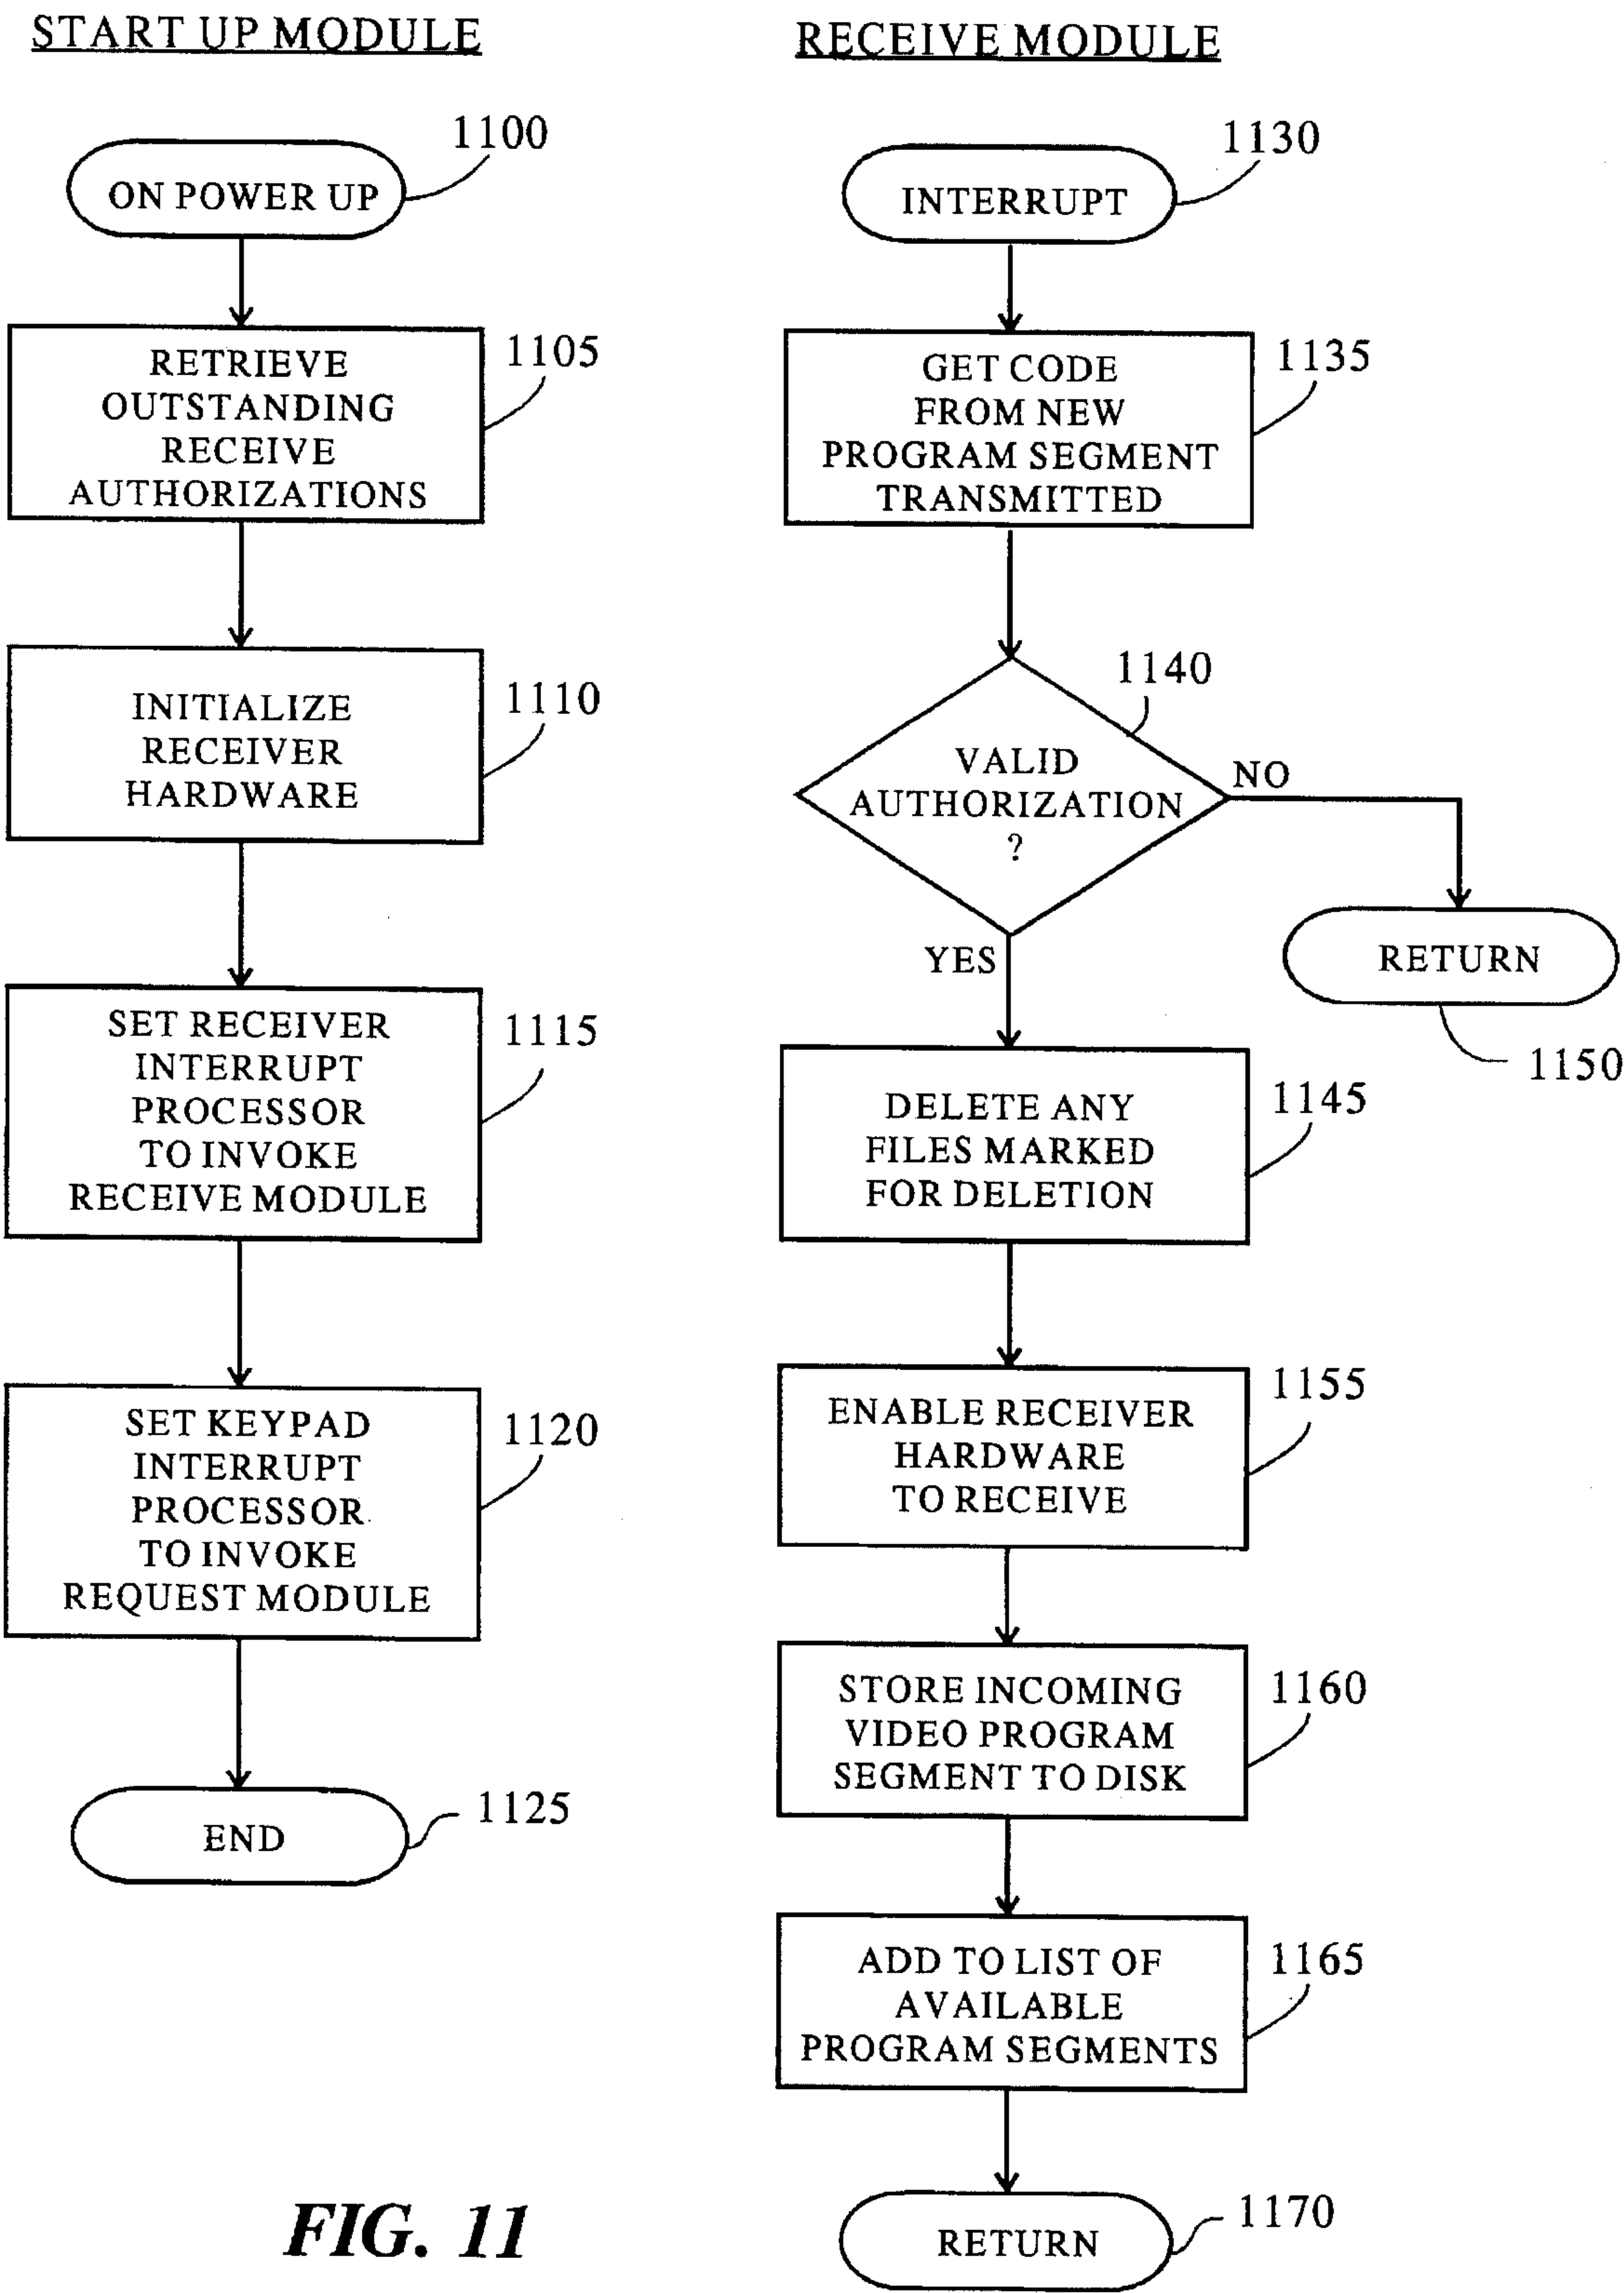 START UP MODULE
1100
ON POWER UP
1105
RETRIEVE
OUTSTANDING
RECEIVE
AUTHORIZATIONS
1110
INITIALIZE
RECEIVER
HARDWARE
1115
SET RECEIVER
INTERRUPT
PROCESSOR
TO INVOKE
RECEIVE MODULE
1120
SET KEYPAD
INTERRUPT
PROCESSOR
TO INVOKE
REQUEST MODULE
1125
END
RECEIVE MODULE
1130
INTERRUPT
1135
GET CODE
FROM NEW
PROGRAM SEGMENT
TRANSMITTED
1140
VALID
AUTHORIZATION
?
NO
RETURN
1150
YES
1145
DELETE ANY
FILES MARKED
FOR DELETION
1155
ENABLE RECEIVER
HARDWARE
TO RECEIVE
1160
STORE INCOMING
VIDEO PROGRAM
SEGMENT TO DISK
1165
ADD TO LIST OF
AVAILABLE
PROGRAM SEGMENTS
1170
RETURN
FIG. 11